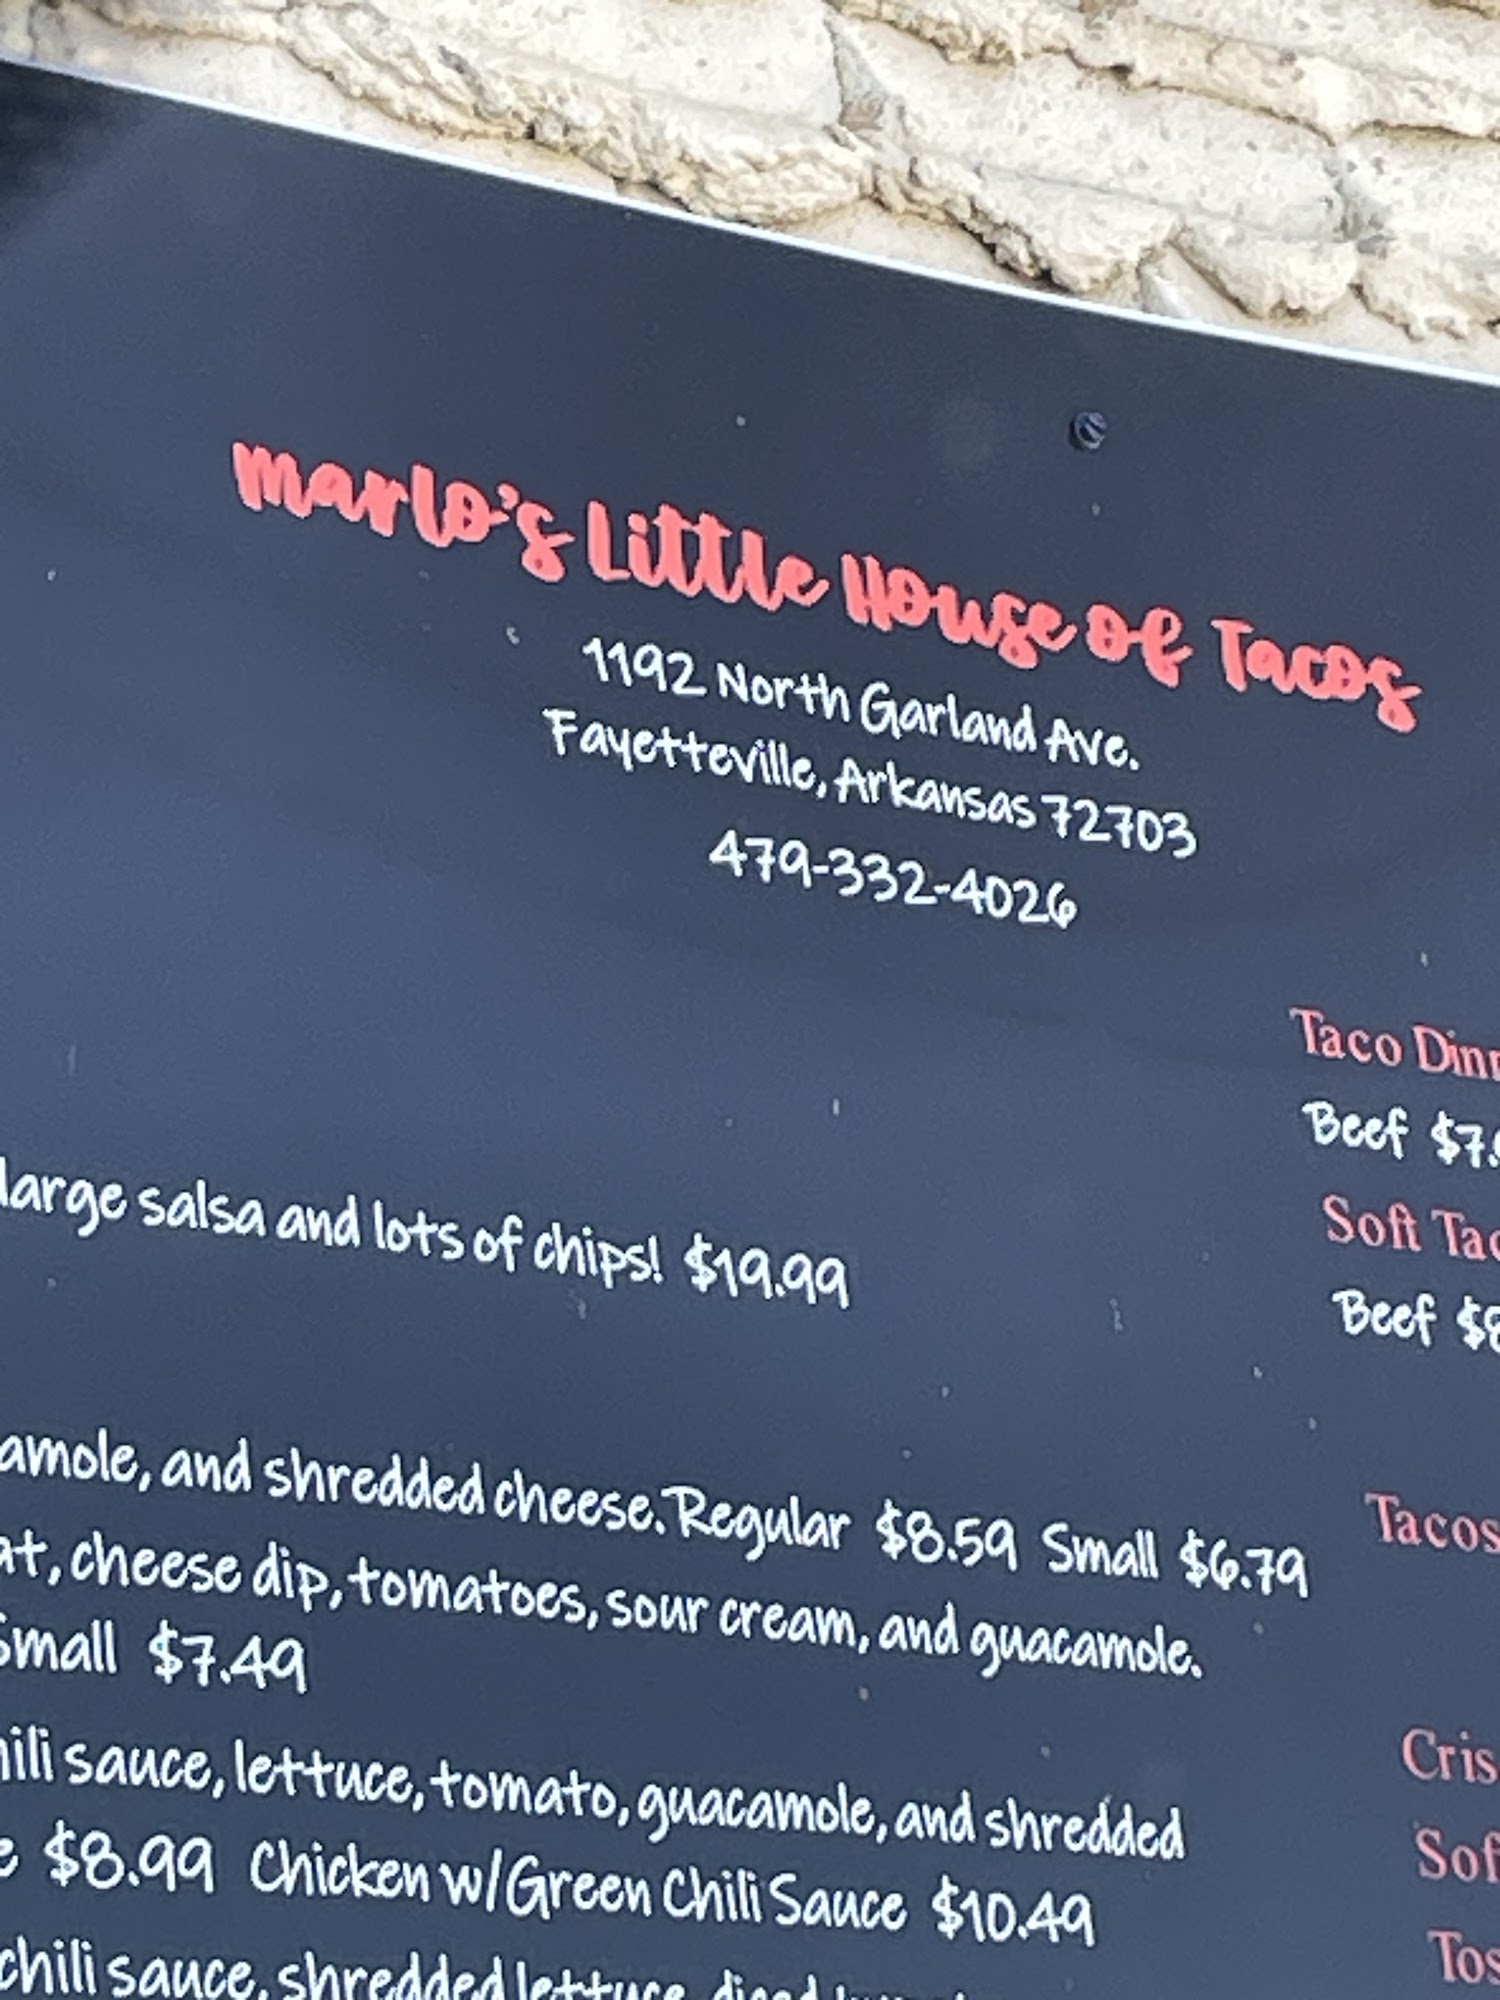 Marlo's Little House of Tacos
1192 North Garland Ave.
Fayetteville, Arkansas 72703
479-332-4026
large salsa and lots of chips! $19.99
amole, and shredded cheese. Regular $8.59 Small $6.79
at, cheese dip, tomatoes, sour cream, and guacamole.
Small $7.49
hili sauce, lettuce, tomato, guacamole, and shredded
e $8.99 Chicken w/Green Chili Sauce $10.49
chili sauce, shredded lettuce, diced
Taco Dinn
Beef $7.
Soft Tac
Beef $8
Tacos
Cris
Sof
Tos